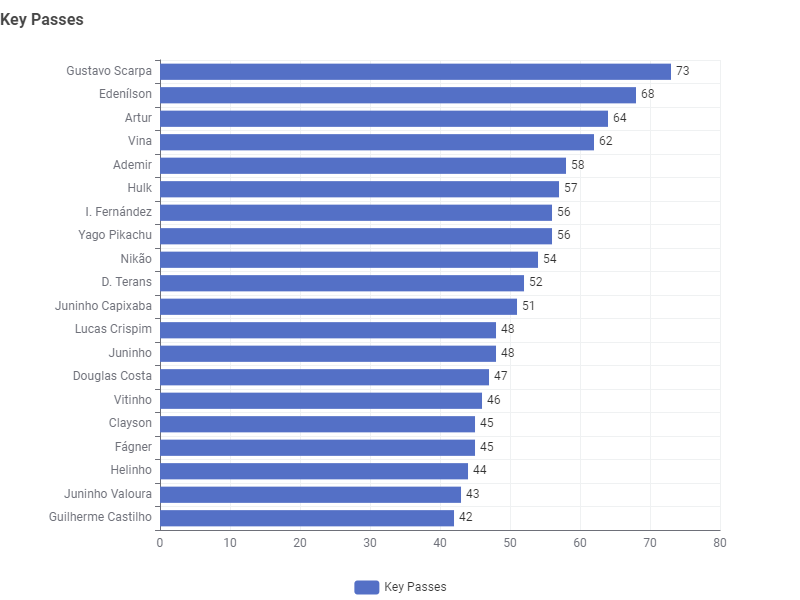 Key Passes
Gustavo Scarpa 73
Edenílson 68
Artur 64
Vina 62
Ademir 58
Hulk 57
I. Fernández 56
Yago Pikachu 56
Nikão 54
D. Terans 52
Juninho Capixaba 51
Lucas Crispim 48
Juninho 48
Douglas Costa 47
Vitinho 46
Clayson 45
Fágner 45
Helinho 44
Juninho Valoura 43
Guilherme Castilho 42
0 10 20 30 40 50 60 70 80
Key Passes